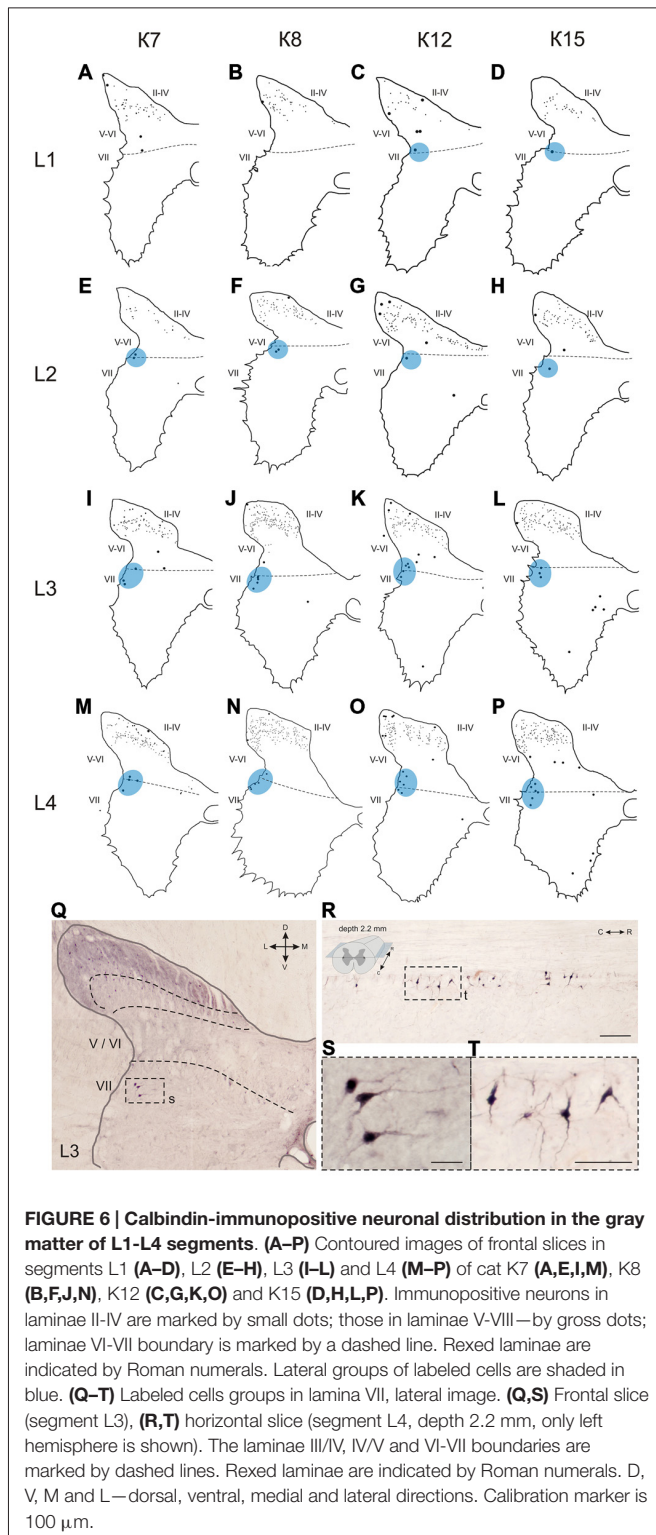 K7 K8 K12 K15
A B C D
II-IV II-IV II-IV II-IV
V-VI V-VI V-VI V-VI
VII VII VII VII
L1
E F G H
II-IV II-IV II-IV II-IV
V-VI V-VI V-VI V-VI
VII VII VII VII
L2
I J K L
II-IV II-IV II-IV II-IV
V-VI V-VI V-VI V-VI
VII VII VII VII
L3
M N O P
II-IV II-IV II-IV II-IV
V-VI V-VI V-VI V-VI
VII VII VII VII
L4
Q R
D
L M
V
depth 2.2 mm
C R
R
C
t
V / VI
VII
s
L3
S T
FIGURE 6 | Calbindin-immunopositive neuronal distribution in the gray
matter of L1-L4 segments. (A–P) Contoured images of frontal slices in
segments L1 (A–D), L2 (E–H), L3 (I–L) and L4 (M–P) of cat K7 (A,E,I,M), K8
(B,F,J,N), K12 (C,G,K,O) and K15 (D,H,L,P). Immunopositive neurons in
laminae II-IV are marked by small dots; those in laminae V-VIII—by gross dots;
laminae VI-VII boundary is marked by a dashed line. Rexed laminae are
indicated by Roman numerals. Lateral groups of labeled cells are shaded in
blue. (Q–T) Labeled cells groups in lamina VII, lateral image. (Q,S) Frontal slice
(segment L3), (R,T) horizontal slice (segment L4, depth 2.2 mm, only left
hemisphere is shown). The laminae III/IV, IV/V and VI-VII boundaries are
marked by dashed lines. Rexed laminae are indicated by Roman numerals. D,
V, M and L—dorsal, ventral, medial and lateral directions. Calibration marker is
100 μm.